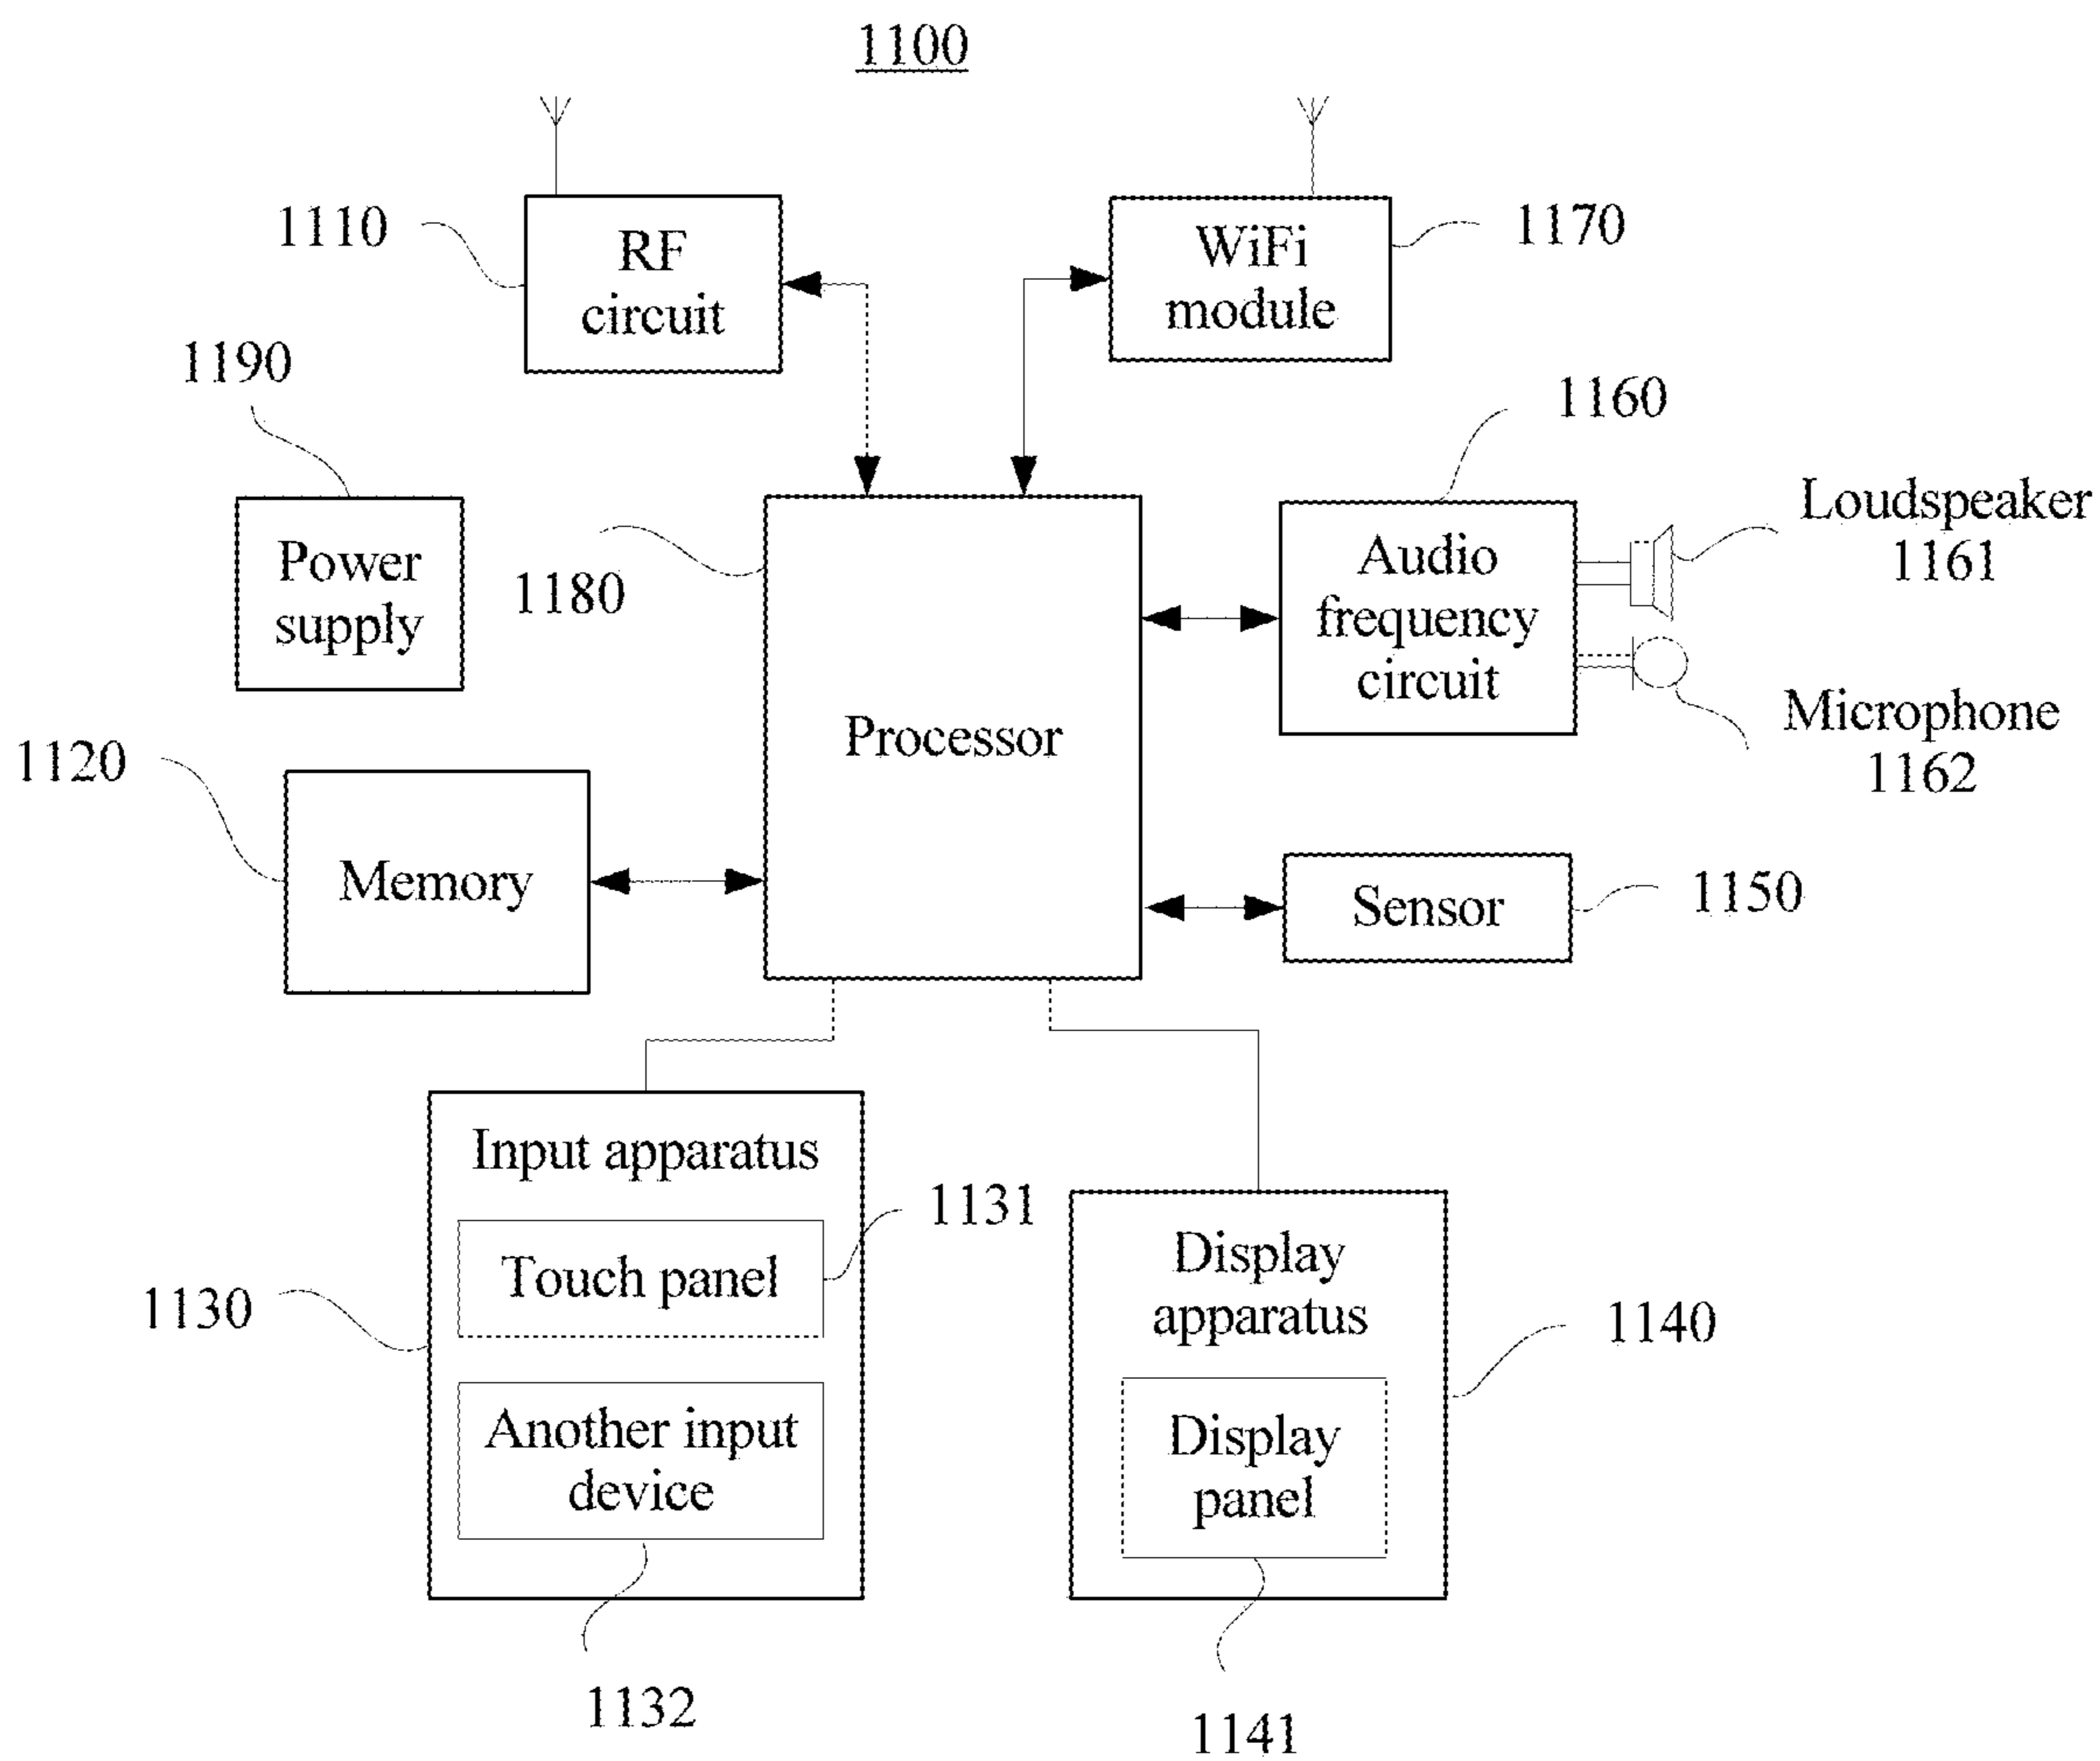 1100
1110
RF
circuit
WiFi
module
1170
1190
1160
Power
supply
1180
Audio
frequency
circuit
Loudspeaker
1161
Processor
Microphone
1162
1120
Memory
Sensor
1150
Input apparatus
1131
Touch panel
1130
Another input
device
1132
Display
apparatus
1140
Display
panel
1141